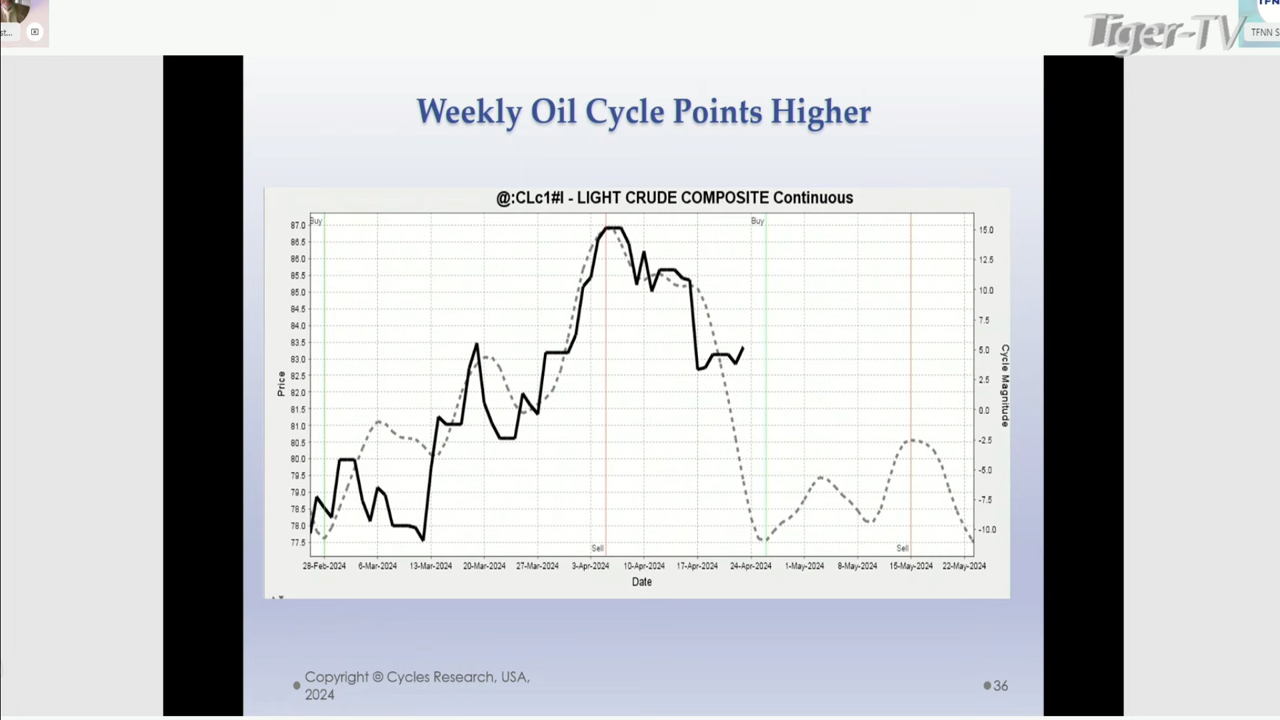 st...
Tiger-TV
TFNN S
Weekly Oil Cycle Points Higher
@:CLc1#I - LIGHT CRUDE COMPOSITE Continuous
Buy
Buy
87.0
86.5
86.0
85.5
85.0
84.5
84.0
83.5
83.0
82.5
82.0
81.5
81.0
80.5
80.0
79.5
79.0
78.5
78.0
77.5
Price
15.0
12.5
10.0
7.5
5.0
2.5
0.0
-2.5
-5.0
-7.5
-10.0
Cycle Magnitude
Sell
Sell
28-Feb-2024 6-Mar-2024 13-Mar-2024 20-Mar-2024 27-Mar-2024 3-Apr-2024 10-Apr-2024 17-Apr-2024 24-Apr-2024 1-May-2024 8-May-2024 15-May-2024 22-May-2024
Date
Copyright © Cycles Research, USA,
2024
36